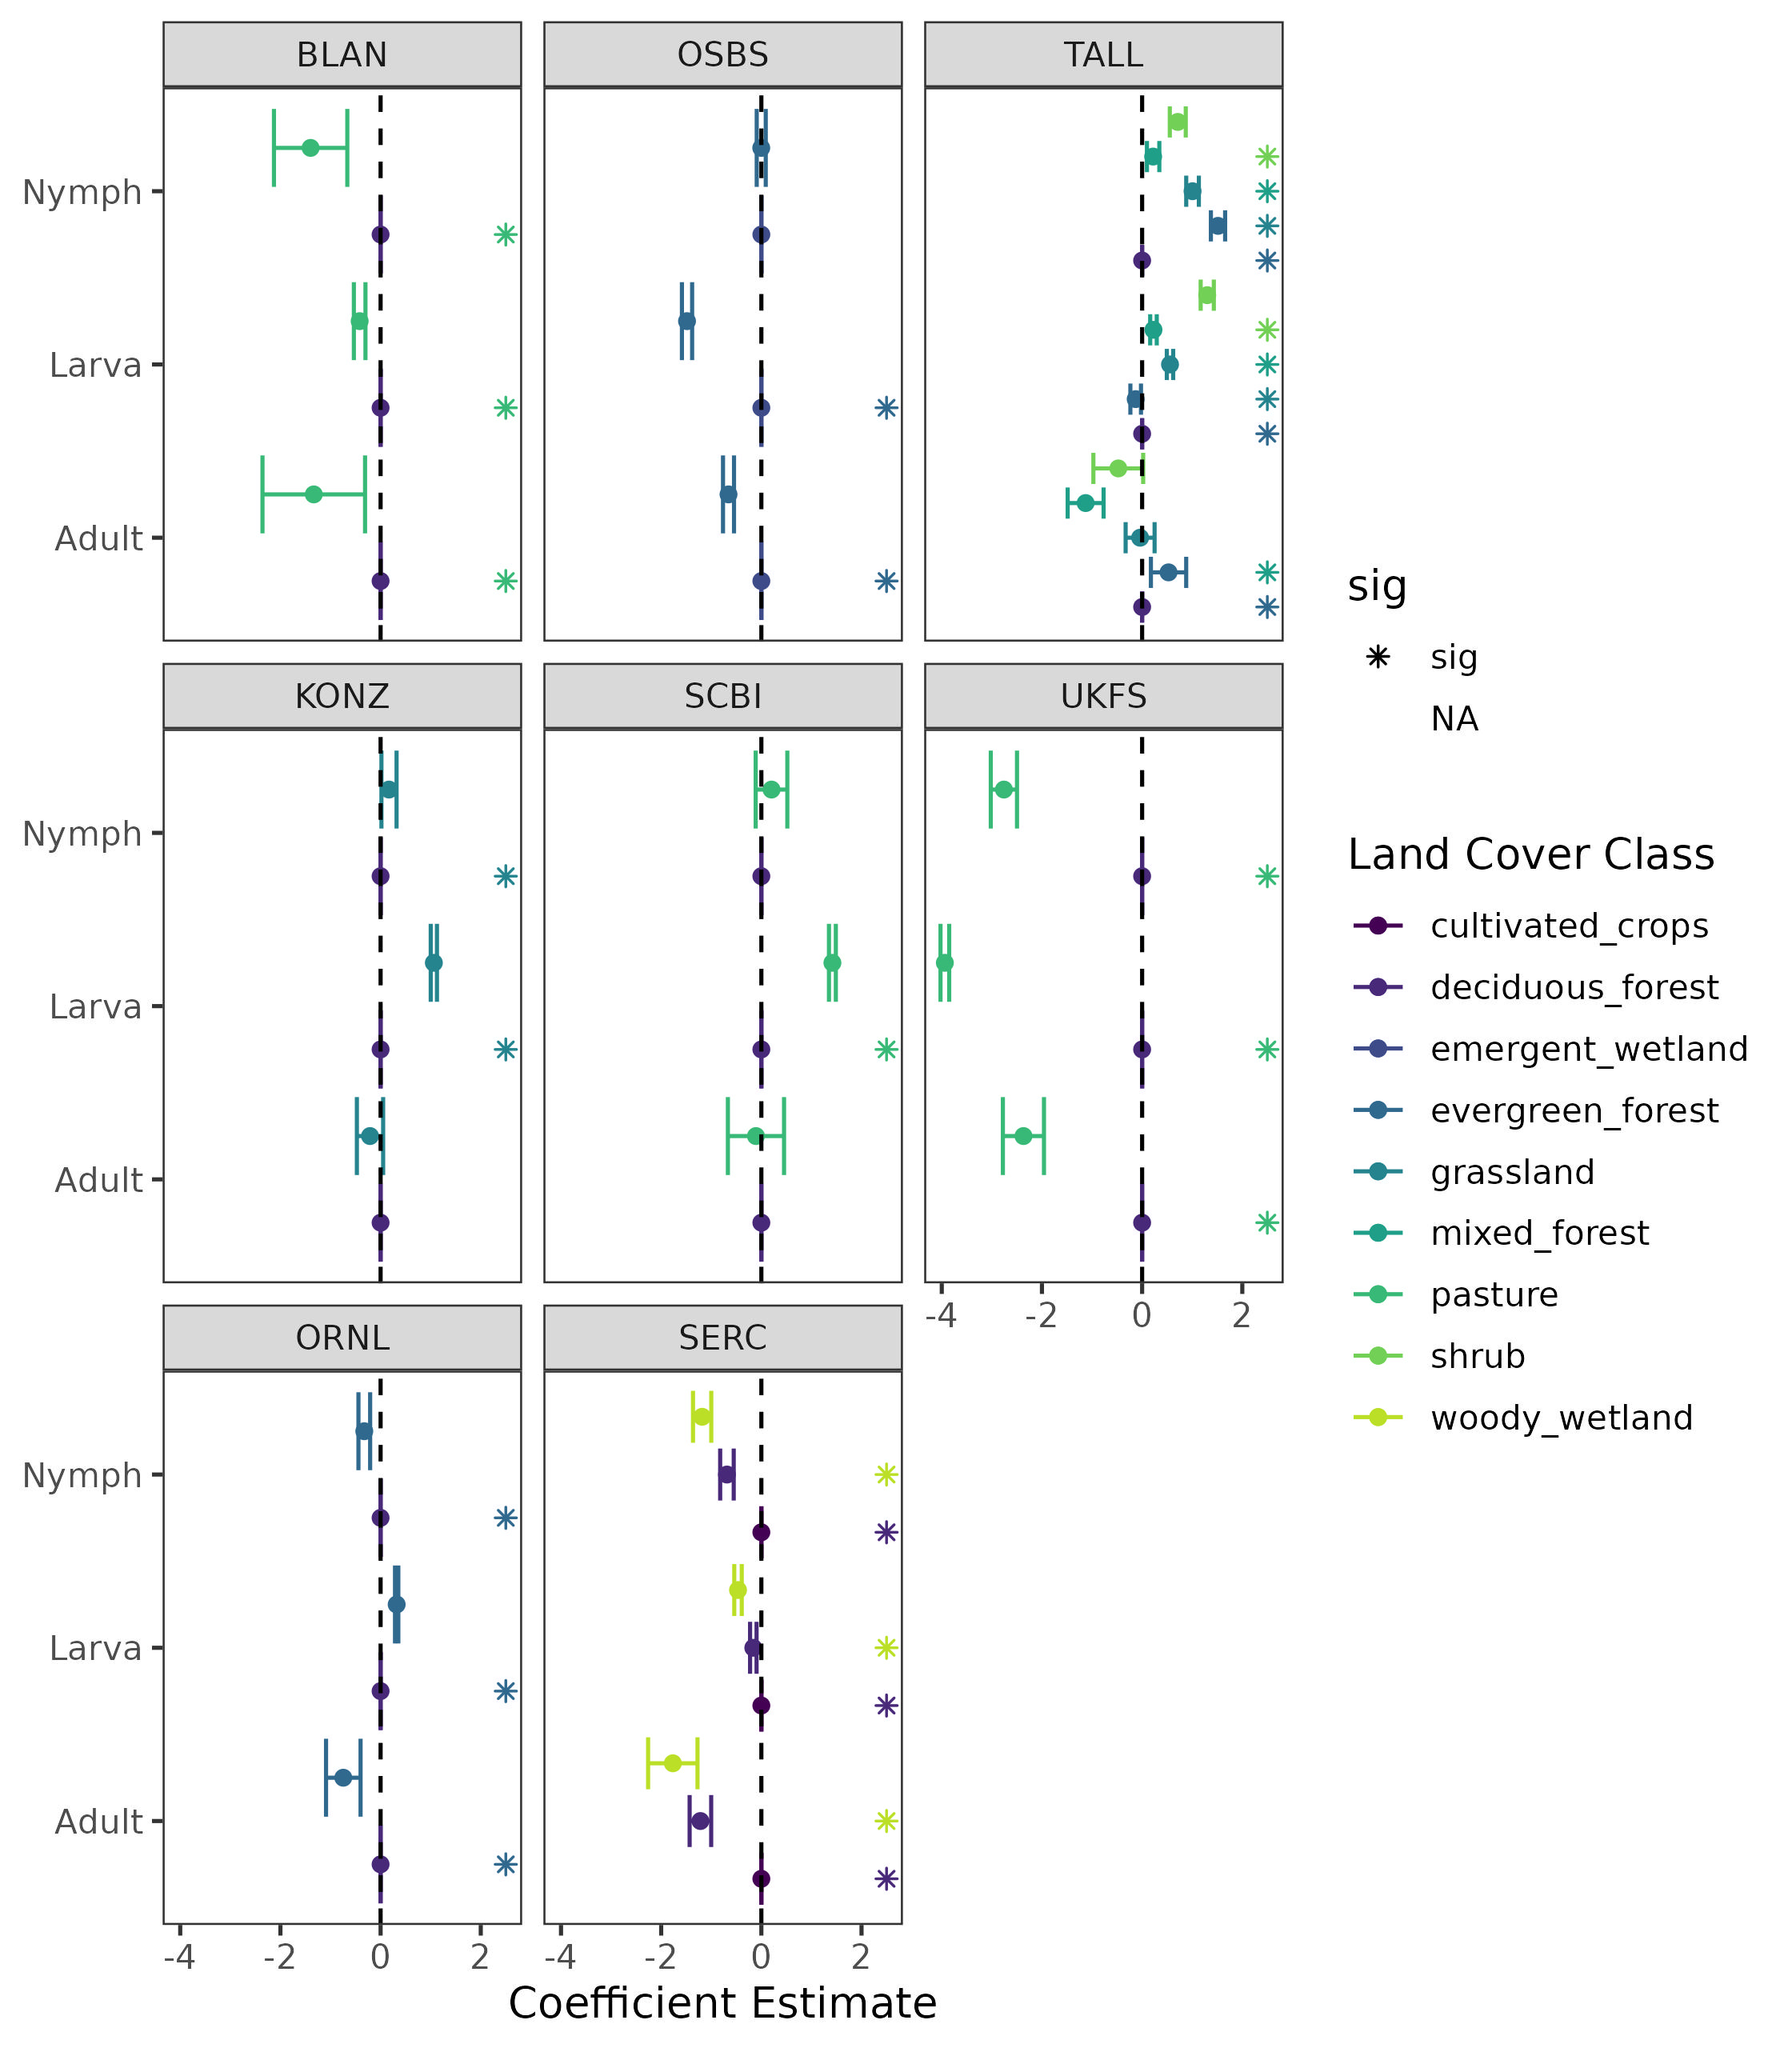 BLAN OSBS TALL
Nymph
Larva
Adult
KONZ SCBI UKFS
Nymph
Larva
Adult
-4 -2 0 2
ORNL SERC
Nymph
Larva
Adult
-4 -2 0 2 -4 -2 0 2
Coefficient Estimate
sig
sig
NA
Land Cover Class
cultivated_crops
deciduous_forest
emergent_wetland
evergreen_forest
grassland
mixed_forest
pasture
shrub
woody_wetland